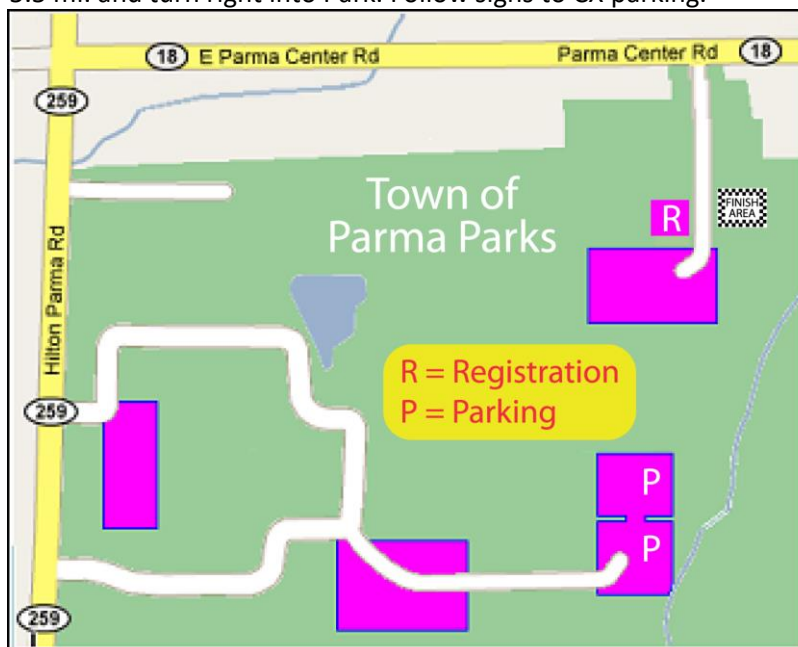 5.5 mi. and turn right into Park. Follow signs to CX parking.
18 E Parma Center Rd
Parma Center Rd 18
259
Town of
Parma Parks
R
FINISH
AREA
Hilton Parma Rd
R = Registration
P = Parking
259
P
P
259